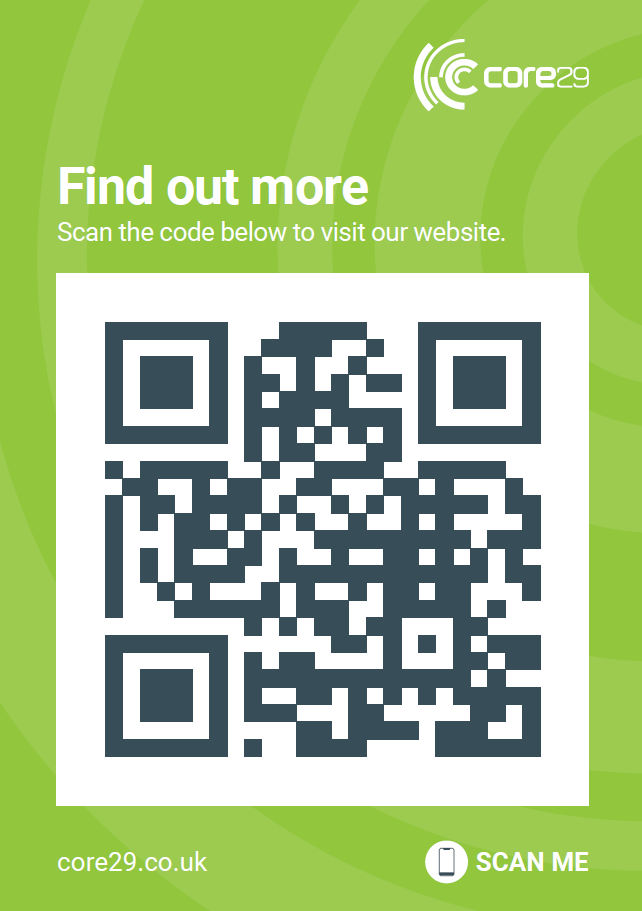 core29
Find out more
Scan the code below to visit our website.
core29.co.uk
SCAN ME